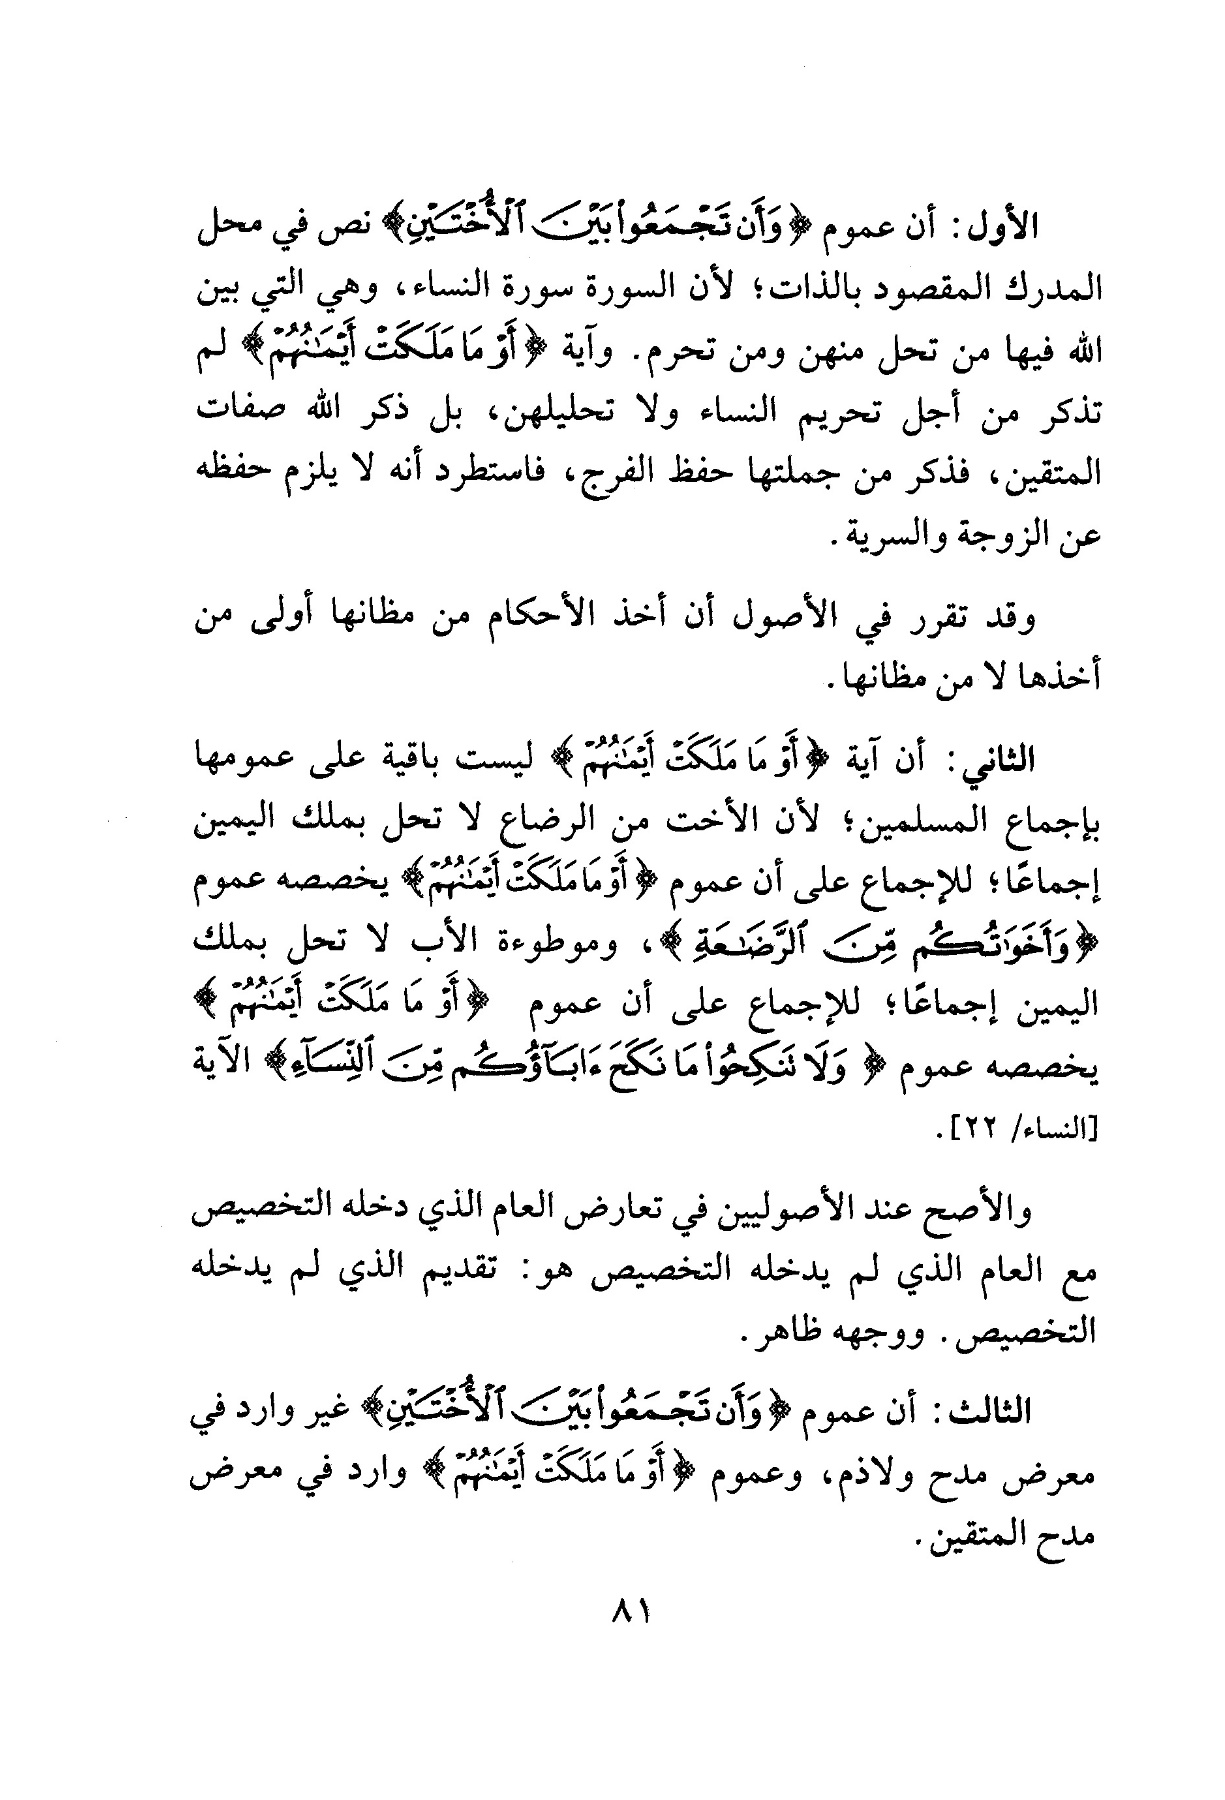 الأول: أن عموم ﴿وَأَن تَجْمَعُوا۟ بَيْنَ ٱلْأُخْتَيْنِ﴾ نص في محل
المدرك المقصود بالذات؛ لأن السورة سورة النساء، وهي التي بين
الله فيها من تحل منهن ومن تحرم. وآية ﴿أَوْ مَا مَلَكَتْ أَيْمَٰنُهُمْ﴾ لم
تذكر من أجل تحريم النساء ولا تحليلهن، بل ذكر الله صفات
المتقين، فذكر من جملتها حفظ الفرج، فاستطرد أنه لا يلزم حفظه
عن الزوجة والسرية.
وقد تقرر في الأصول أن أخذ الأحكام من مظانها أولى من
أخذها لا من مظانها.
الثاني: أن آية ﴿أَوْ مَا مَلَكَتْ أَيْمَٰنُهُمْ﴾ ليست باقية على عمومها
بإجماع المسلمين؛ لأن الأخت من الرضاع لا تحل بملك اليمين
إجماعًا؛ للإجماع على أن عموم ﴿أَوْ مَا مَلَكَتْ أَيْمَٰنُهُمْ﴾ يخصصه عموم
﴿وَأَخَوَٰتُكُم مِّنَ ٱلرَّضَٰعَةِ﴾، وموطوءة الأب لا تحل بملك
اليمين إجماعًا؛ للإجماع على أن عموم ﴿أَوْ مَا مَلَكَتْ أَيْمَٰنُهُمْ﴾
يخصصه عموم ﴿وَلَا تَنكِحُوا۟ مَا نَكَحَ ءَابَآؤُكُم مِّنَ ٱلنِّسَآءِ﴾ الآية
[النساء/ ٢٢].
والأصح عند الأصوليين في تعارض العام الذي دخله التخصيص
مع العام الذي لم يدخله التخصيص هو: تقديم الذي لم يدخله
التخصيص. ووجهه ظاهر.
الثالث: أن عموم ﴿وَأَن تَجْمَعُوا۟ بَيْنَ ٱلْأُخْتَيْنِ﴾ غير وارد في
معرض مدح ولاذم، وعموم ﴿أَوْ مَا مَلَكَتْ أَيْمَٰنُهُمْ﴾ وارد في معرض
مدح المتقين.
٨١